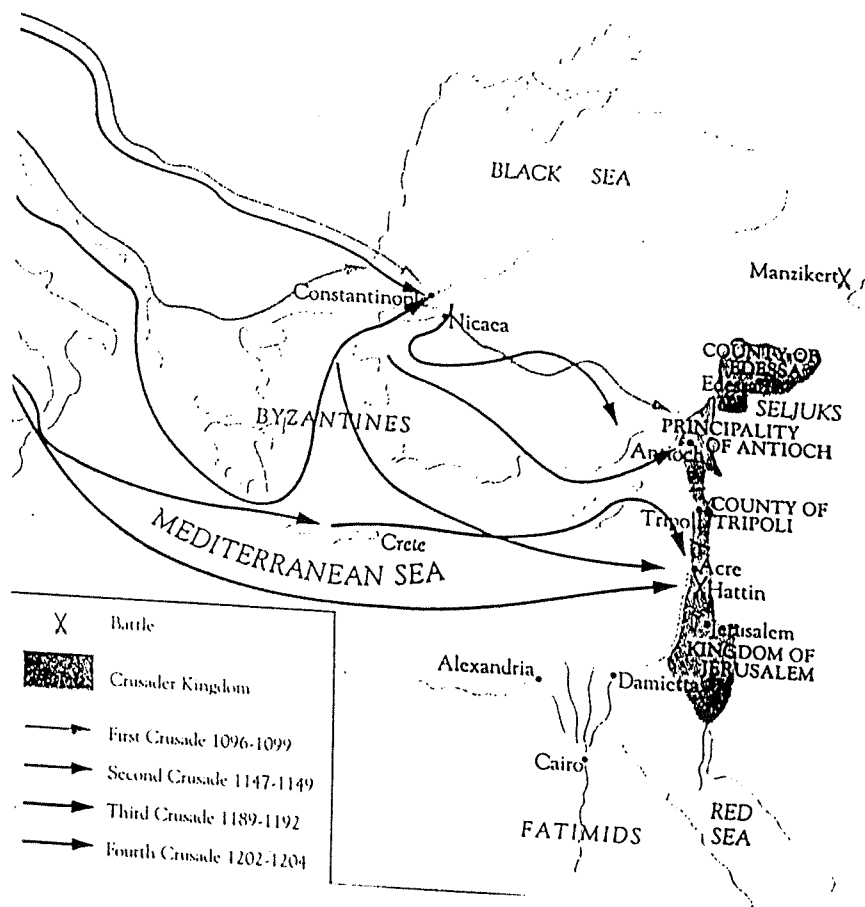 BLACK SEA
Manzikert
Constantinople
Nicaea
COUNTY OF
EDESSA
Edessa
SELJUKS
BYZANTINES
PRINCIPALITY
OF ANTIOCH
Antioch
COUNTY OF
TRIPOLI
Tripoli
MEDITERRANEAN SEA
Crete
Acre
Hattin
Jerusalem
KINGDOM OF
JERUSALEM
Alexandria
Damietta
Cairo
FATIMIDS
RED
SEA
Battle
Crusader Kingdom
First Crusade 1096-1099
Second Crusade 1147-1149
Third Crusade 1189-1192
Fourth Crusade 1202-1204